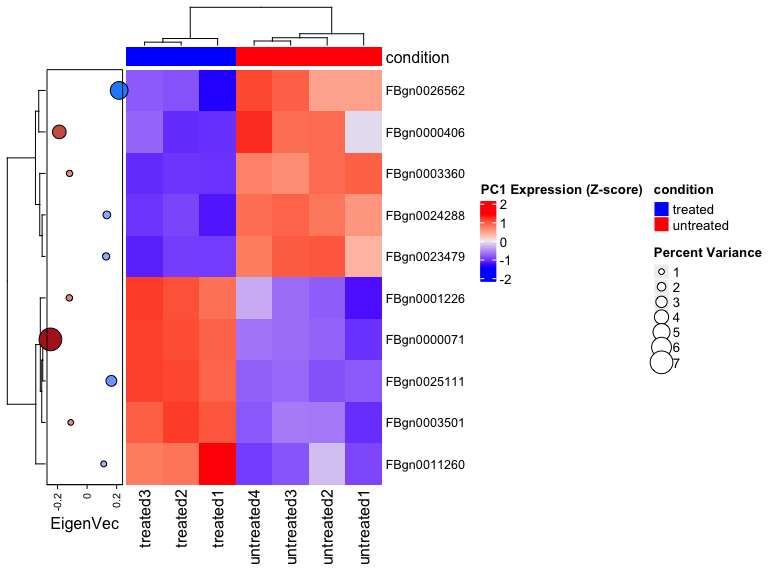 condition
FBgn0026562
FBgn0000406
FBgn0003360
FBgn0024288
FBgn0023479
FBgn0001226
FBgn0000071
FBgn0025111
FBgn0003501
FBgn0011260
-0.2
0
0.2
EigenVec
treated3
treated2
treated1
untreated4
untreated3
untreated2
untreated1
PC1 Expression (Z-score)
2
1
0
-1
-2
condition
treated
untreated
Percent Variance
1
2
3
4
5
6
7